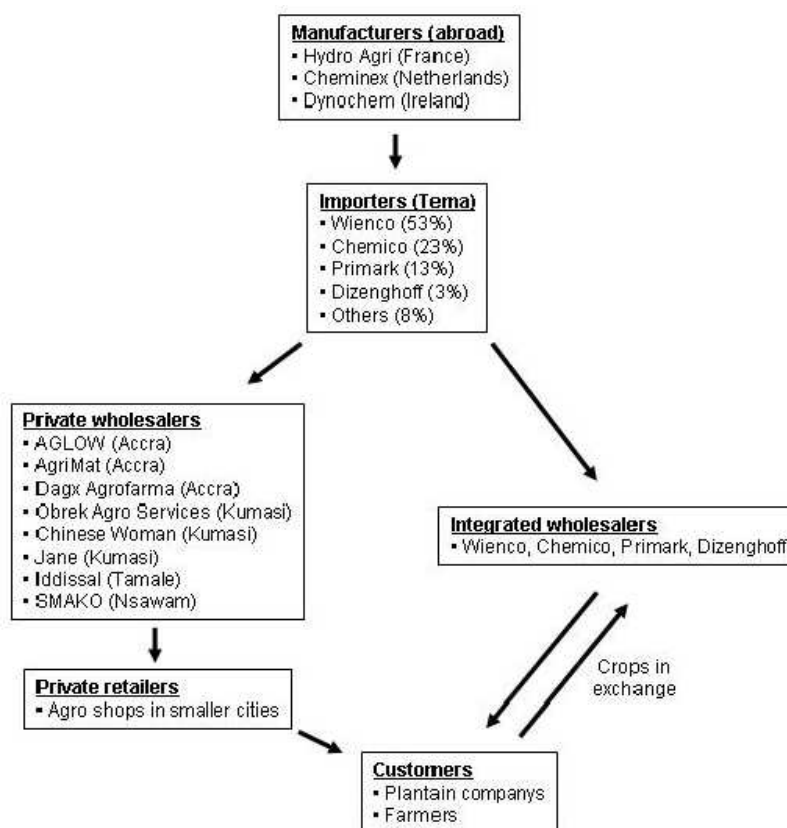 Manufacturers (abroad)
▪ Hydro Agri (France)
▪ Cheminex (Netherlands)
▪ Dynochem (Ireland)
Importers (Tema)
▪ Wienco (53%)
▪ Chemico (23%)
▪ Primark (13%)
▪ Dizenghoff (3%)
▪ Others (8%)
Private wholesalers
▪ AGLOW (Accra)
▪ AgriMat (Accra)
▪ Dagx Agrofarma (Accra)
▪ Obrek Agro Services (Kumasi)
▪ Chinese Woman (Kumasi)
▪ Jane (Kumasi)
▪ Iddissal (Tamale)
▪ SMAKO (Nsawam)
Integrated wholesalers
▪ Wienco, Chemico, Primark, Dizenghoff
Crops in
exchange
Private retailers
▪ Agro shops in smaller cities
Customers
▪ Plantain companys
▪ Farmers